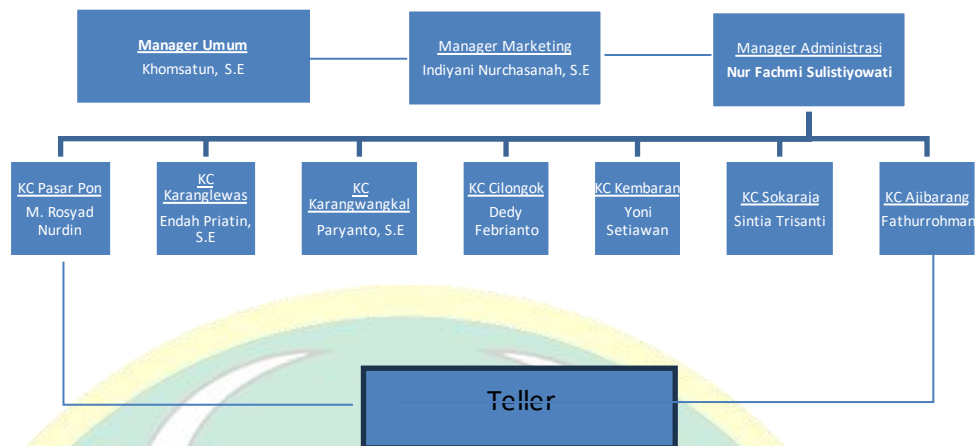 Manager Umum
Khomsatun, S.E
Manager Marketing
Indiyani Nurchasanah, S.E
Manager Administrasi
Nur Fachmi Sulistiyowati
KC Pasar Pon
M. Rosyad
Nurdin
KC
Karanglewas
Endah Priatin,
S.E
KC
Karangwangkal
Paryanto, S.E
KC Cilongok
Dedy
Febrianto
KC Kembaran
Yoni
Setiawan
KC Sokaraja
Sintia Trisanti
KC Ajibarang
Fathurrohman
Teller